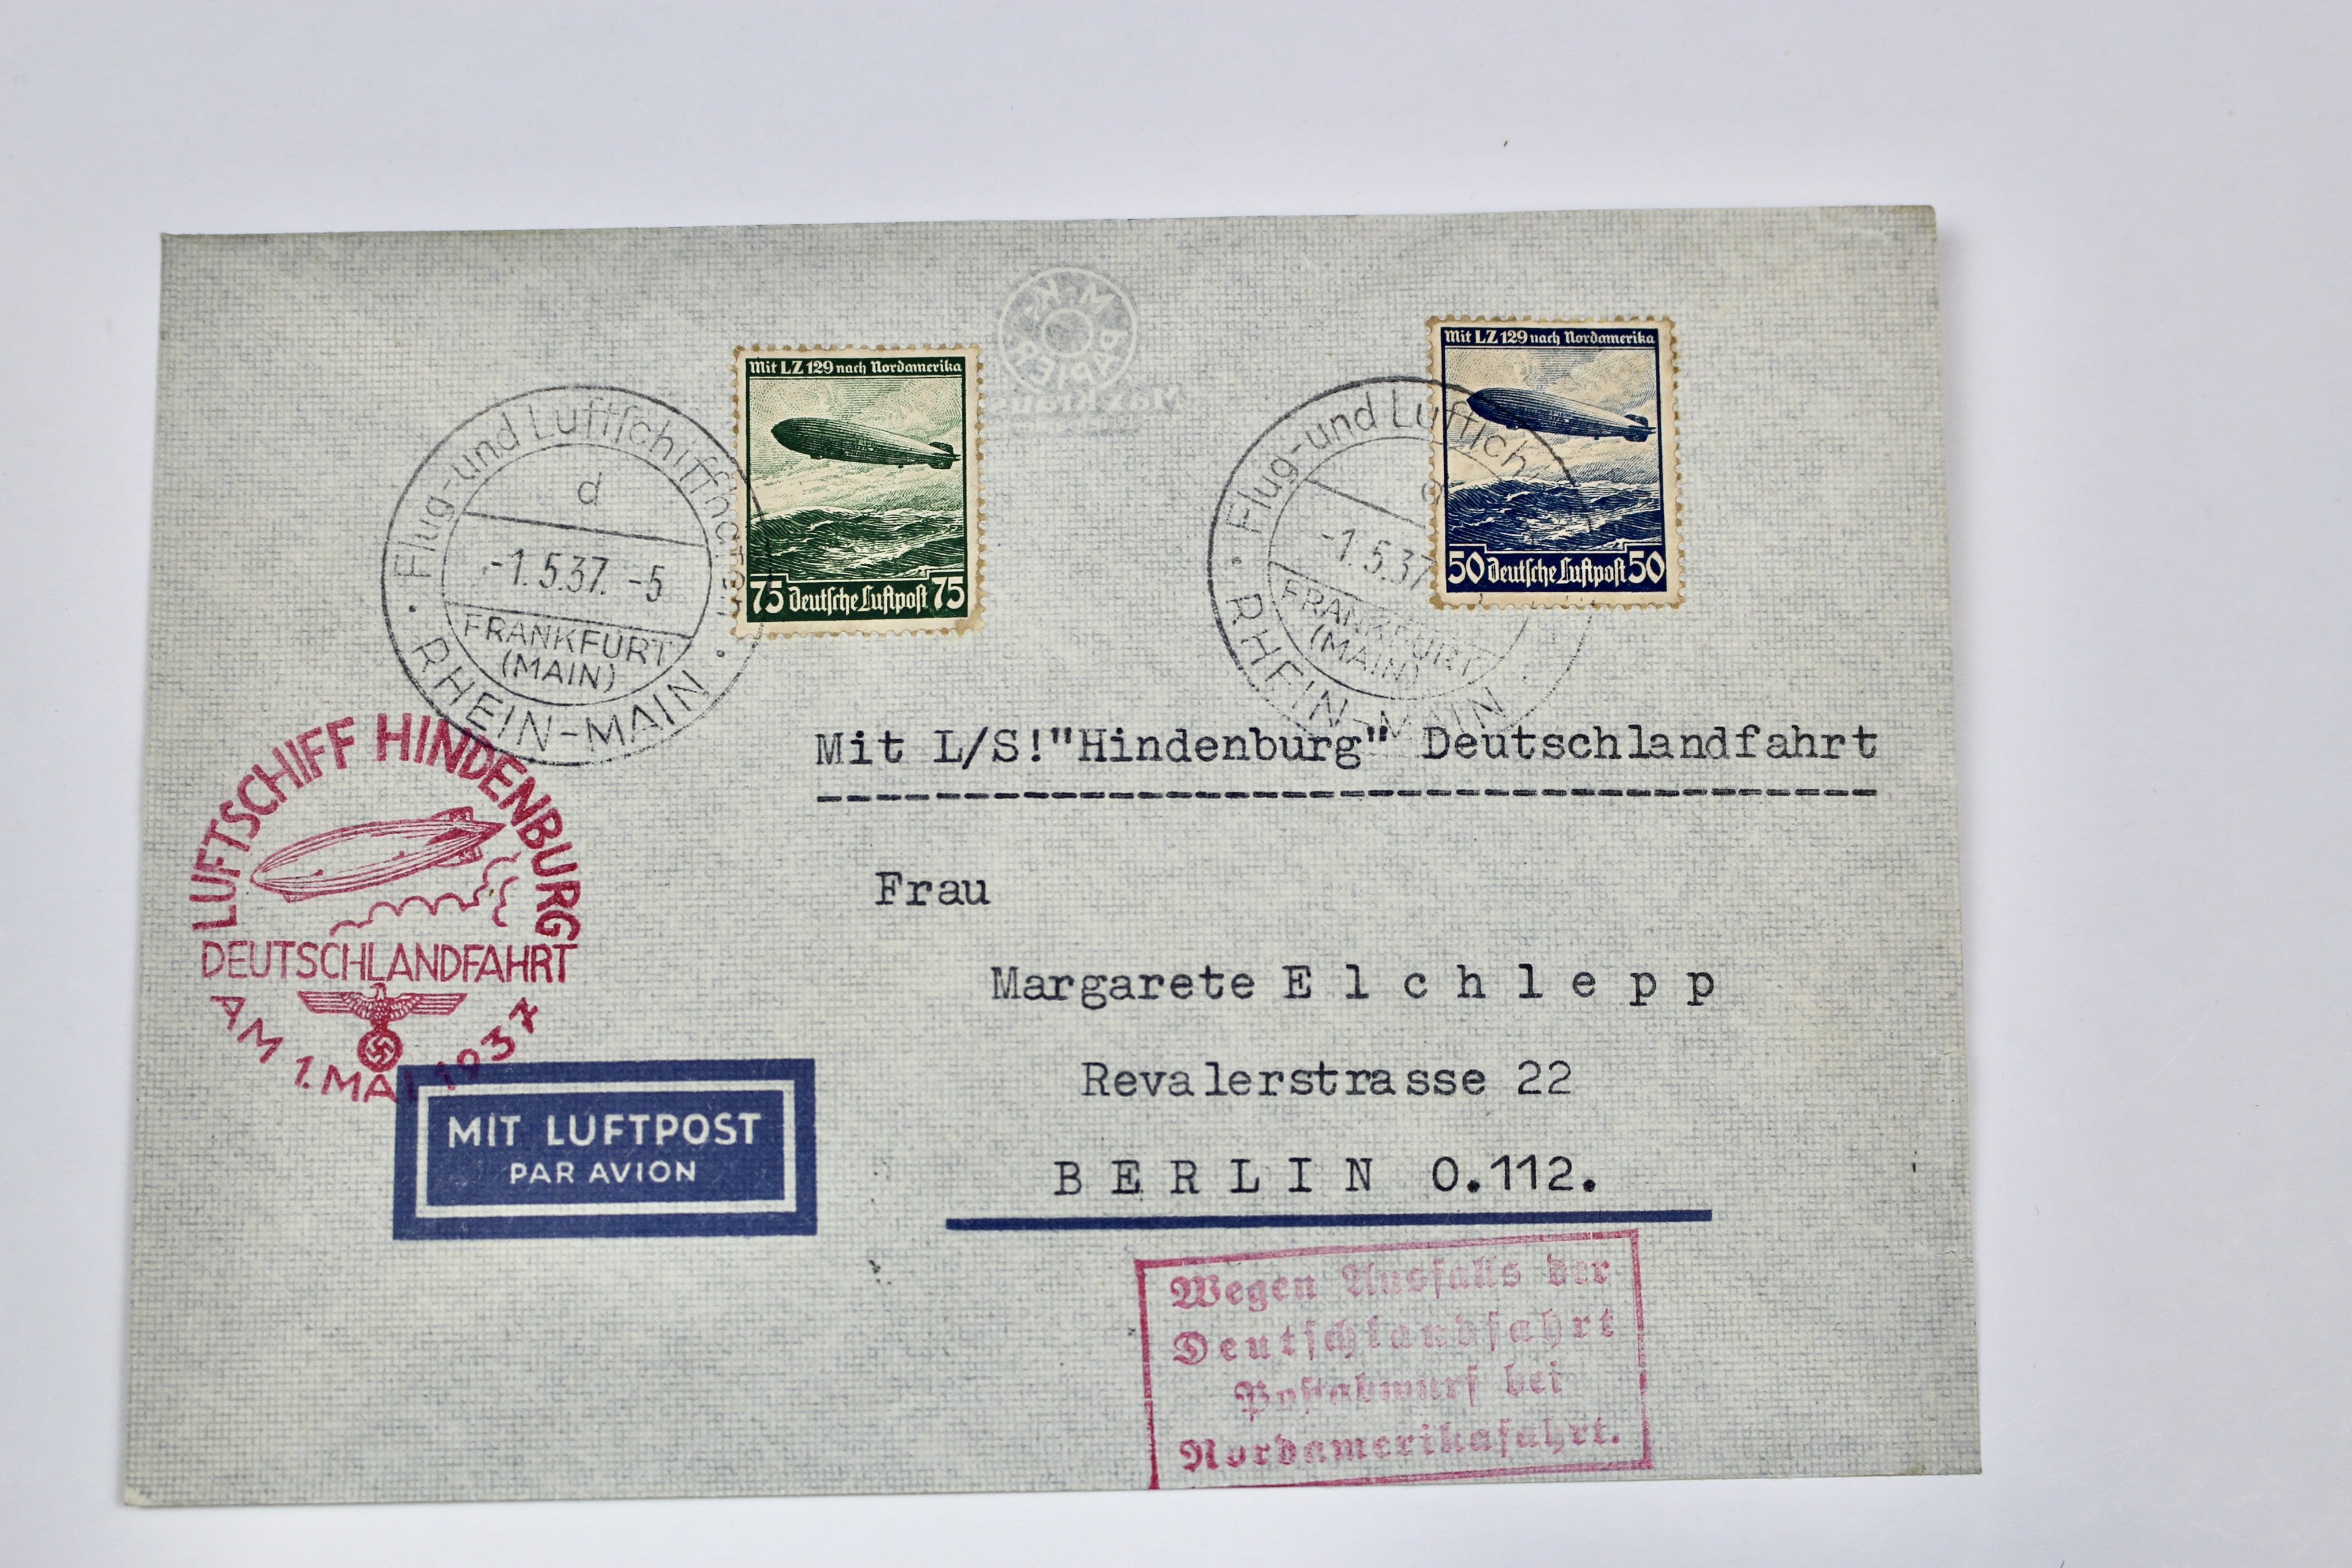 M·K·PAPIER
Mit LZ 129 nach Nordamerika
75 Deutsche Luftpost 75
Mit LZ 129 nach Nordamerika
50 Deutsche Luftpost 50
Flug-und Luftschiffhafen
d
-1.5.37.-5
FRANKFURT
(MAIN)
· RHEIN-MAIN ·
Flug-und Luftsch
-1.5.37
FRANKFURT
(MAIN)
· RHEIN-MAIN
Mit L/S!"Hindenburg" Deutschlandfahrt
Frau
Margarete E l c h l e p p
Revalerstrasse 22
B E R L I N O.112.
LUFTSCHIFF HINDENBURG
DEUTSCHLANDFAHRT
AM 1. MAI 1937
MIT LUFTPOST
PAR AVION
Wegen Ausfalls der
Deutschlandfahrt
Postabwurf bei
Nordamerikafahrt.